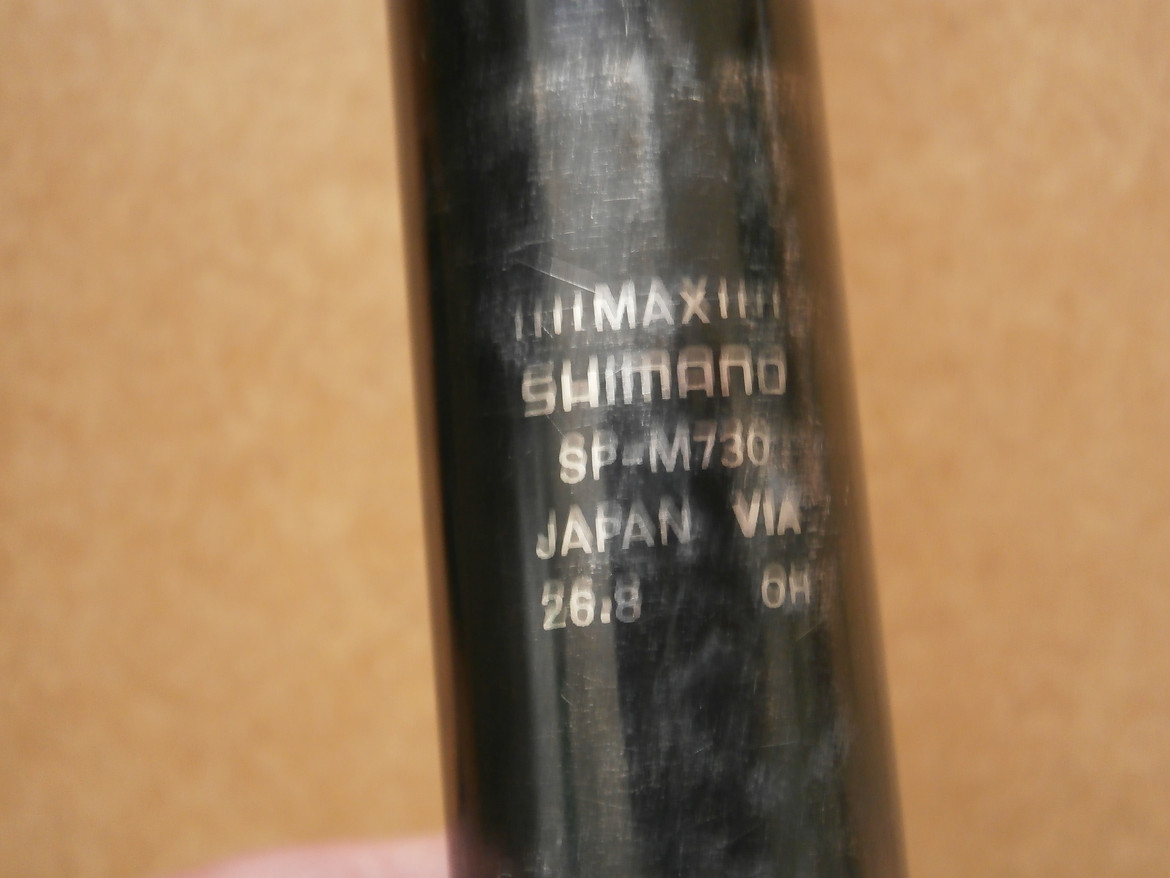 ||||MAX||||
SHIMANO
SP-M730
JAPAN VIA
26.8 OH